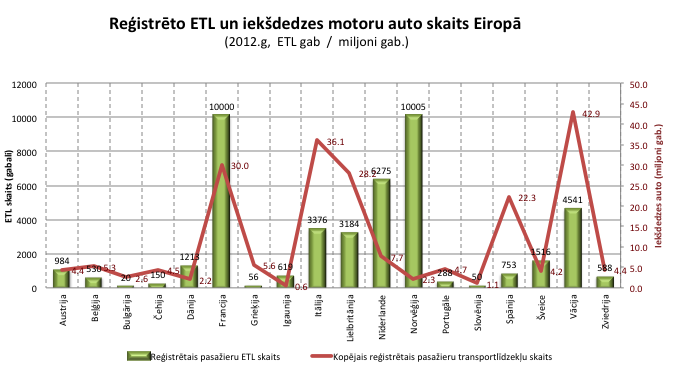 Reģistrēto ETL un iekšdedzes motoru auto skaits Eiropā
(2012.g, ETL gab / miljoni gab.)
ETL skaits (gabali)
12000
10000
8000
6000
4000
2000
0
984
530
20
150
1213
10000
56
619
3376
3184
6275
10005
288
50
753
1516
4541
588
4.4
5.3
2.6
4.5
2.2
30.0
5.6
0.6
36.1
28.2
7.7
2.3
4.7
1.1
22.3
4.2
42.9
4.4
50.0
45.0
40.0
35.0
30.0
25.0
20.0
15.0
10.0
5.0
0.0
Iekšdedzes auto (miljoni gab.)
Austrija
Beļģija
Bulgārija
Čehija
Dānija
Francija
Grieķija
Igaunija
Itālija
Lielbritānija
Nīderlande
Norvēģija
Portugāle
Slovēnija
Spānija
Šveice
Vācija
Zviedrija
Reģistrētais pasažieru ETL skaits
Kopējais reģistrētais pasažieru transportlīdzekļu skaits